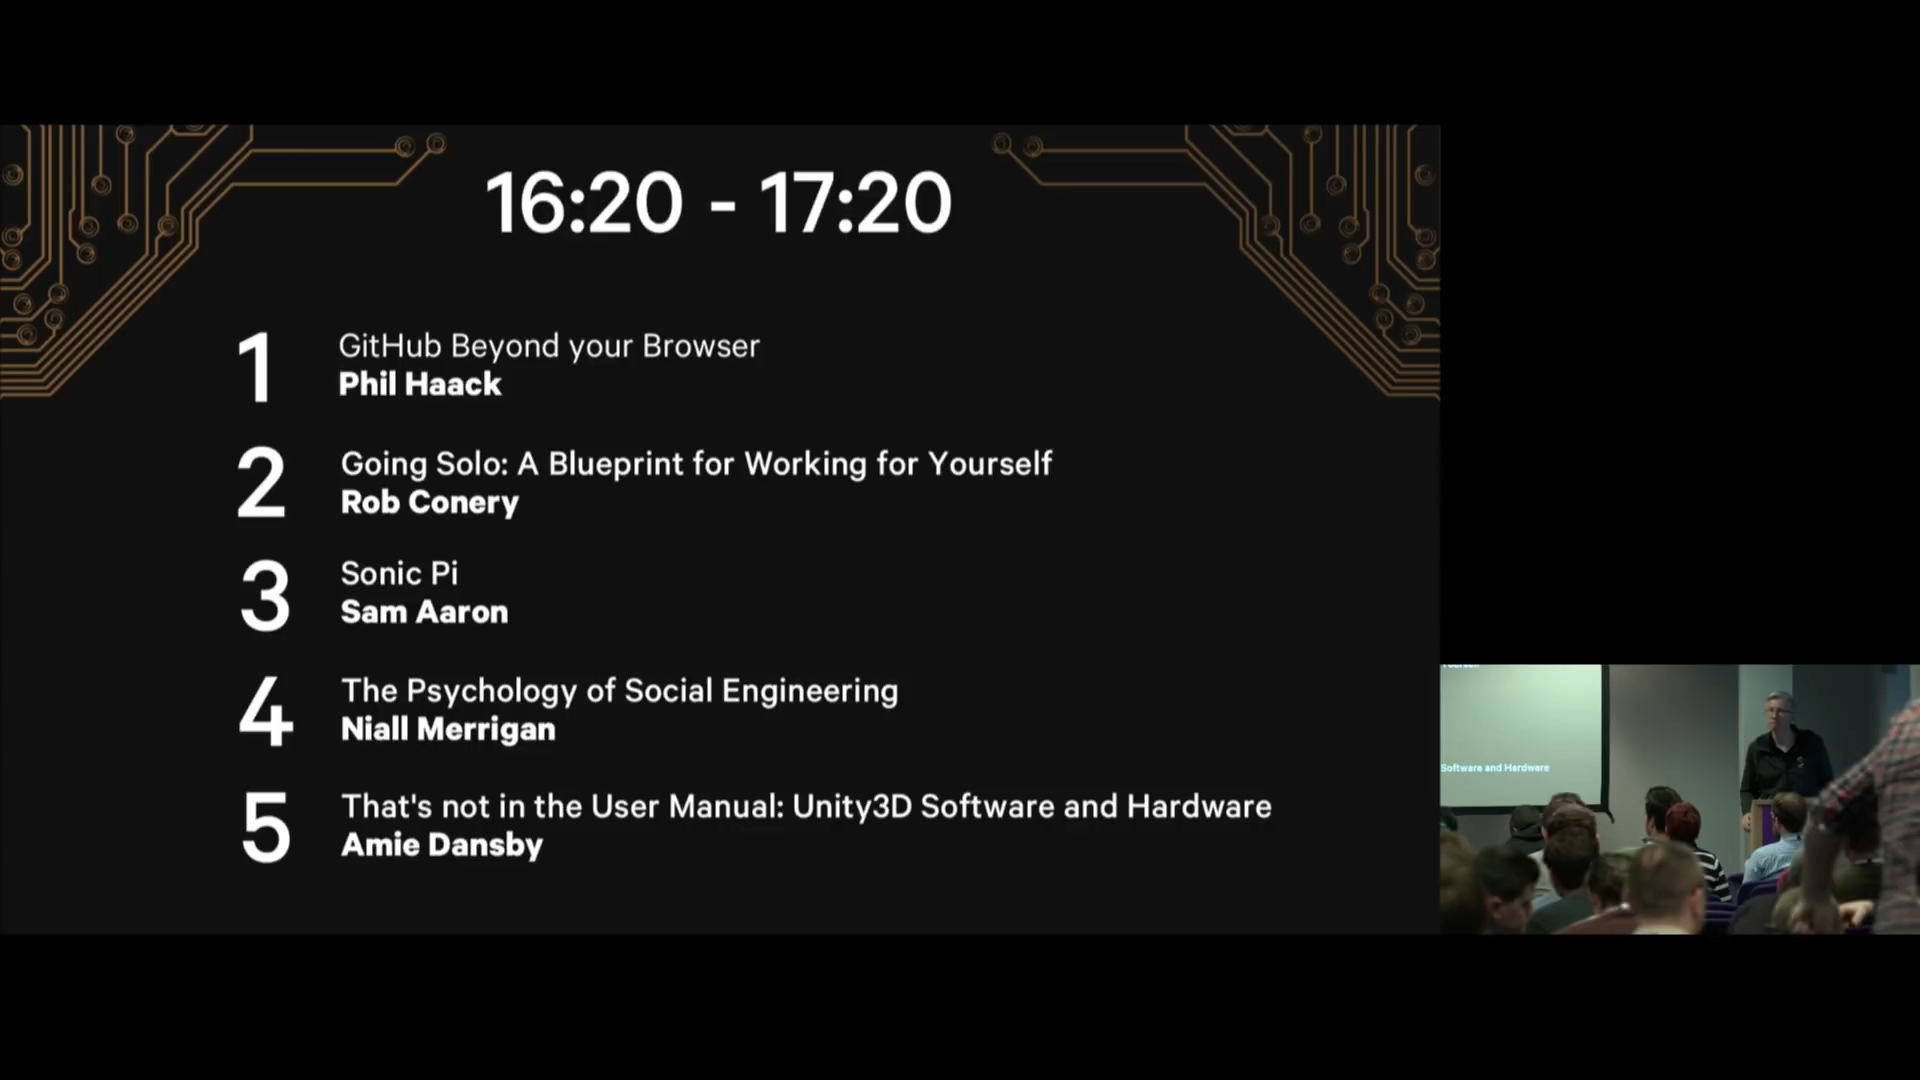 16:20 - 17:20
1
GitHub Beyond your Browser
Phil Haack
2
Going Solo: A Blueprint for Working for Yourself
Rob Conery
3
Sonic Pi
Sam Aaron
4
The Psychology of Social Engineering
Niall Merrigan
5
That's not in the User Manual: Unity3D Software and Hardware
Amie Dansby
Software and Hardware